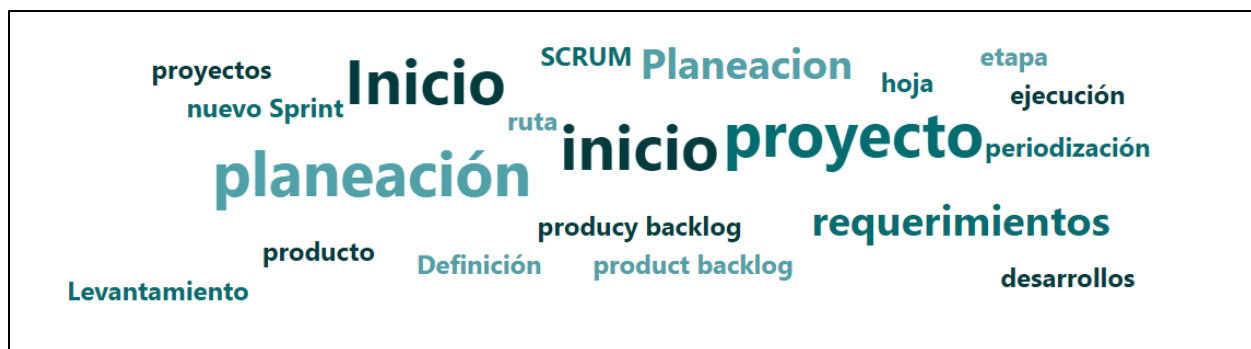 SCRUM
Planeacion
etapa
proyectos
Inicio
hoja
ejecución
nuevo Sprint
ruta
inicio
proyecto
periodización
planeación
requerimientos
producy backlog
producto
Definición
product backlog
desarrollos
Levantamiento